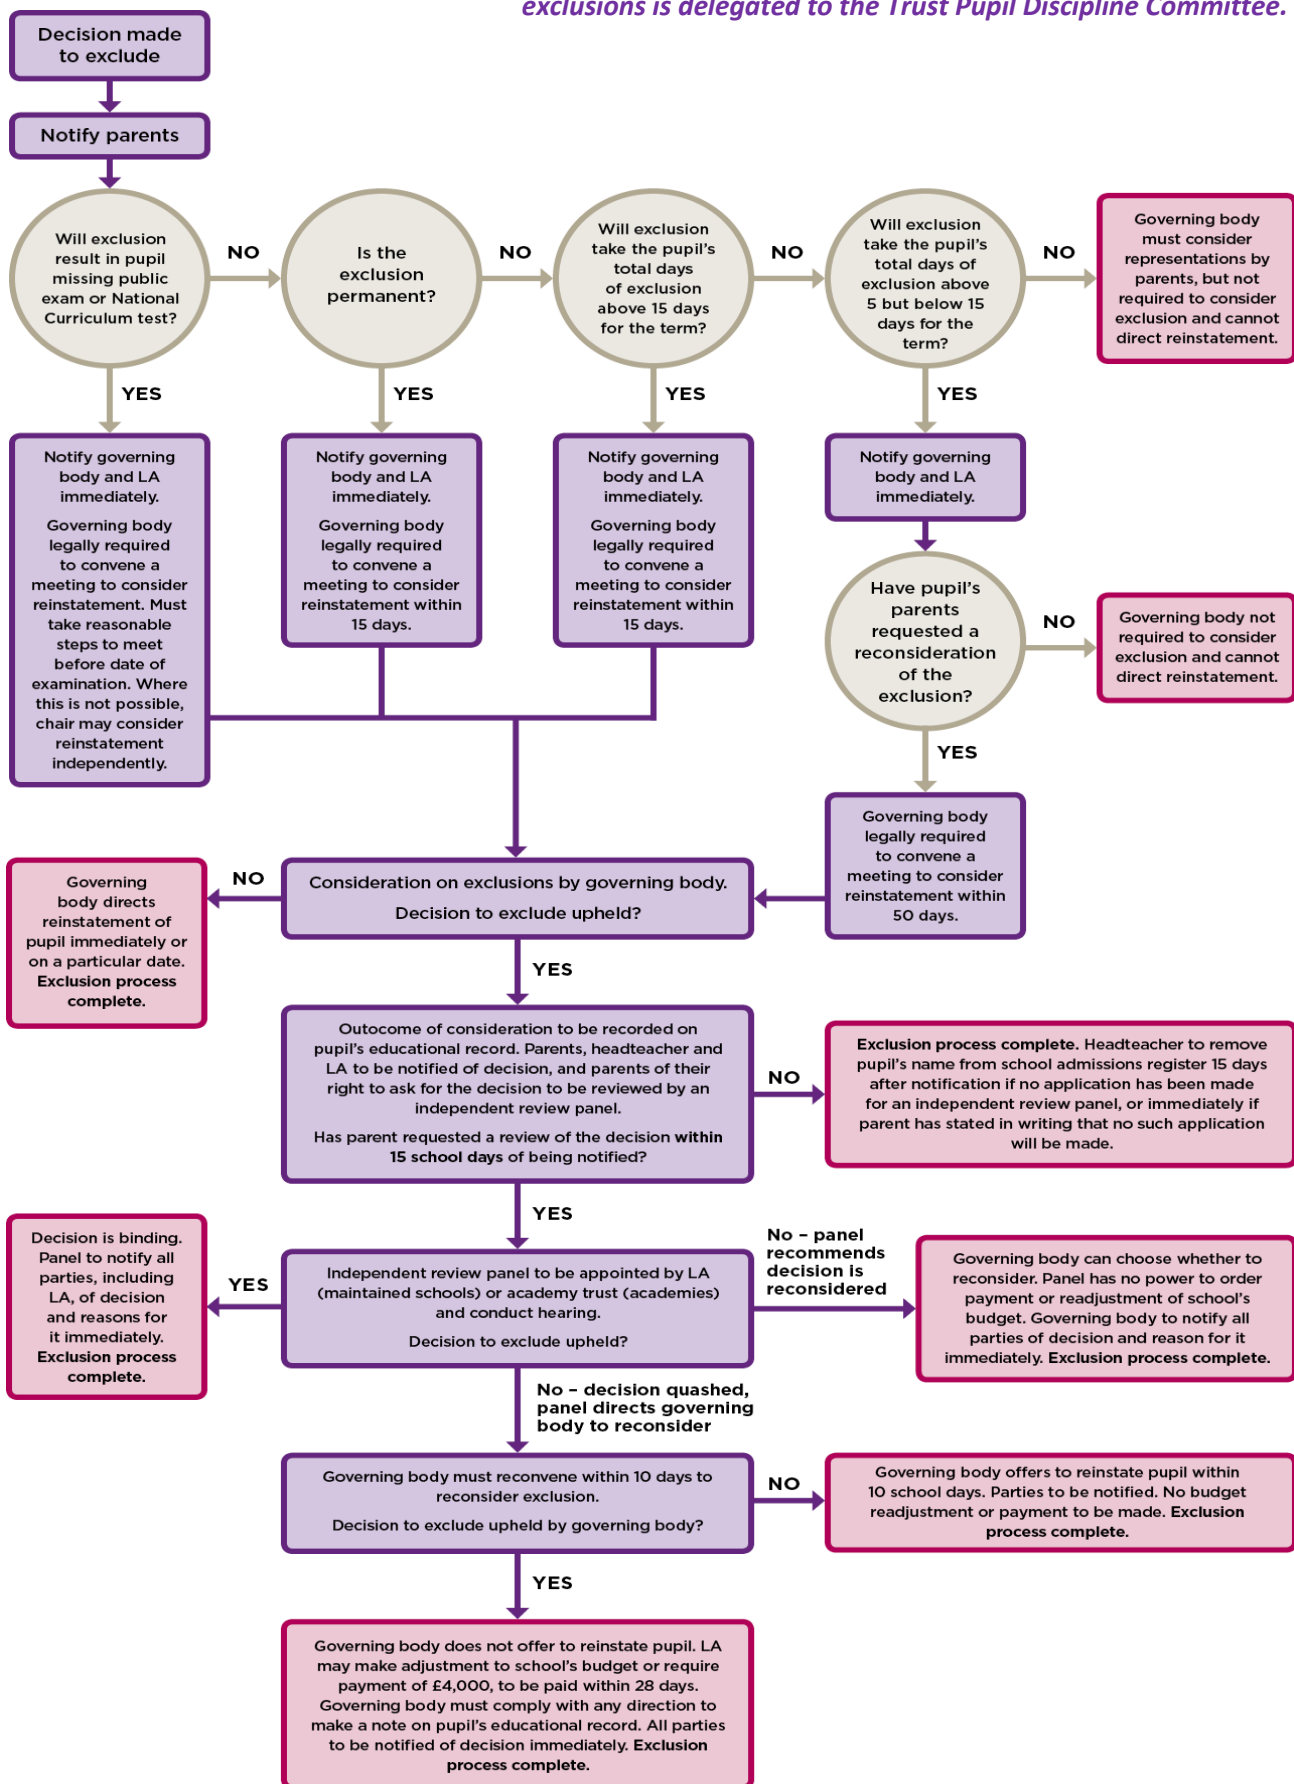 exclusions is delegated to the Trust Pupil Discipline Committee.
Decision made
to exclude
Notify parents
Will exclusion
result in pupil
missing public
exam or National
Curriculum test?
NO
Is the
exclusion
permanent?
NO
Will exclusion
take the pupil’s
total days
of exclusion
above 15 days
for the term?
NO
Will exclusion
take the pupil’s
total days of
exclusion above
5 but below 15
days for the
term?
NO
Governing body
must consider
representations by
parents, but not
required to consider
exclusion and cannot
direct reinstatement.
YES
YES
YES
YES
Notify governing
body and LA
immediately.
Governing body
legally required
to convene a
meeting to consider
reinstatement. Must
take reasonable
steps to meet
before date of
examination. Where
this is not possible,
chair may consider
reinstatement
independently.
Notify governing
body and LA
immediately.
Governing body
legally required
to convene a
meeting to consider
reinstatement within
15 days.
Notify governing
body and LA
immediately.
Governing body
legally required
to convene a
meeting to consider
reinstatement within
15 days.
Notify governing
body and LA
immediately.
Have pupil’s
parents
requested a
reconsideration
of the
exclusion?
NO
Governing body not
required to consider
exclusion and cannot
direct reinstatement.
YES
Governing body
legally required
to convene a
meeting to consider
reinstatement within
50 days.
Consideration on exclusions by governing body.
Decision to exclude upheld?
NO
Governing
body directs
reinstatement of
pupil immediately or
on a particular date.
Exclusion process
complete.
YES
Outocome of consideration to be recorded on
pupil’s educational record. Parents, headteacher and
LA to be notified of decision, and parents of their
right to ask for the decision to be reviewed by an
independent review panel.
Has parent requested a review of the decision within
15 school days of being notified?
NO
Exclusion process complete. Headteacher to remove
pupil’s name from school admissions register 15 days
after notification if no application has been made
for an independent review panel, or immediately if
parent has stated in writing that no such application
will be made.
YES
Independent review panel to be appointed by LA
(maintained schools) or academy trust (academies)
and conduct hearing.
Decision to exclude upheld?
YES
Decision is binding.
Panel to notify all
parties, including
LA, of decision
and reasons for
it immediately.
Exclusion process
complete.
No – panel
recommends
decision is
reconsidered
Governing body can choose whether to
reconsider. Panel has no power to order
payment or readjustment of school’s
budget. Governing body to notify all
parties of decision and reason for it
immediately. Exclusion process complete.
No – decision quashed,
panel directs governing
body to reconsider
Governing body must reconvene within 10 days to
reconsider exclusion.
Decision to exclude upheld by governing body?
NO
Governing body offers to reinstate pupil within
10 school days. Parties to be notified. No budget
readjustment or payment to be made. Exclusion
process complete.
YES
Governing body does not offer to reinstate pupil. LA
may make adjustment to school’s budget or require
payment of £4,000, to be paid within 28 days.
Governing body must comply with any direction to
make a note on pupil’s educational record. All parties
to be notified of decision immediately. Exclusion
process complete.